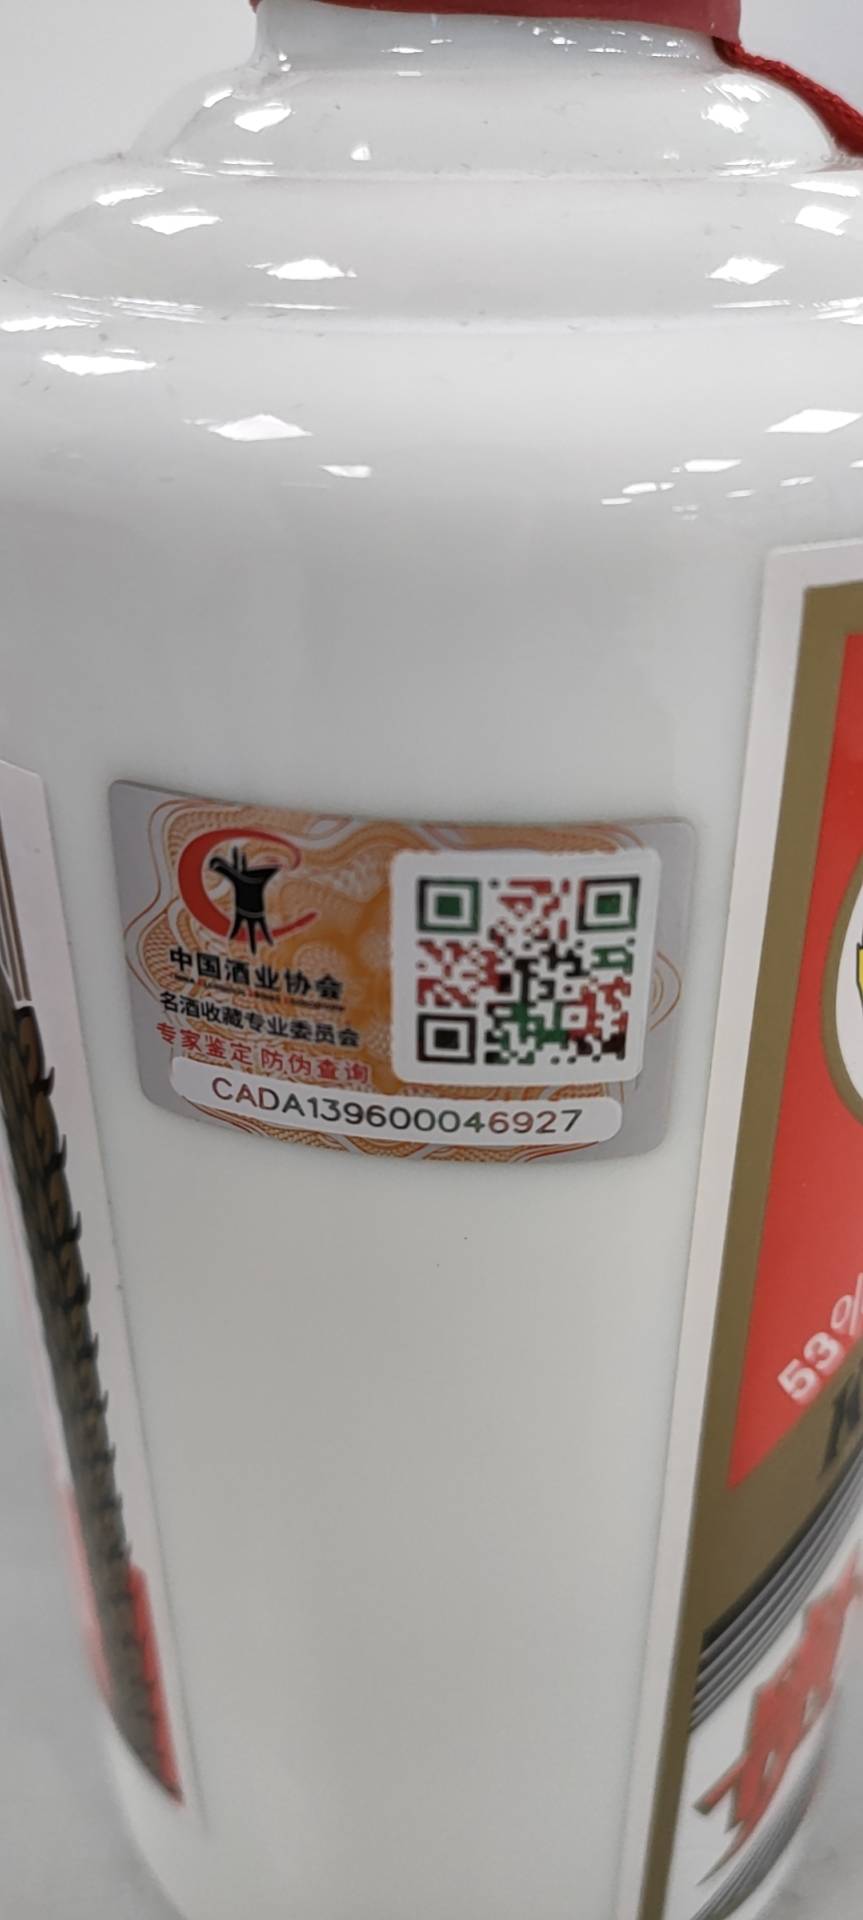 中国酒业协会
名酒收藏专业委员会
专家鉴定 防伪查询
CADA139600046927
53%